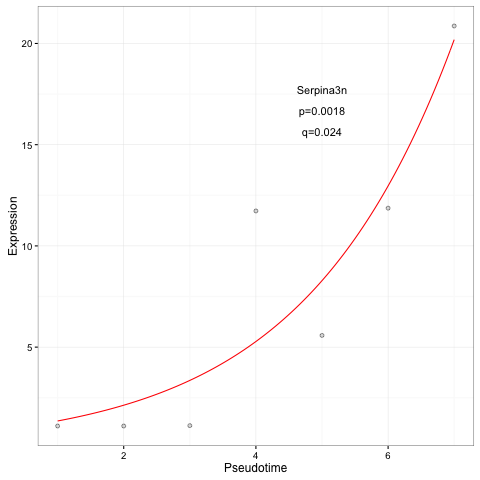 20
15
10
5
Expression
Serpina3n
p=0.0018
q=0.024
2
4
6
Pseudotime